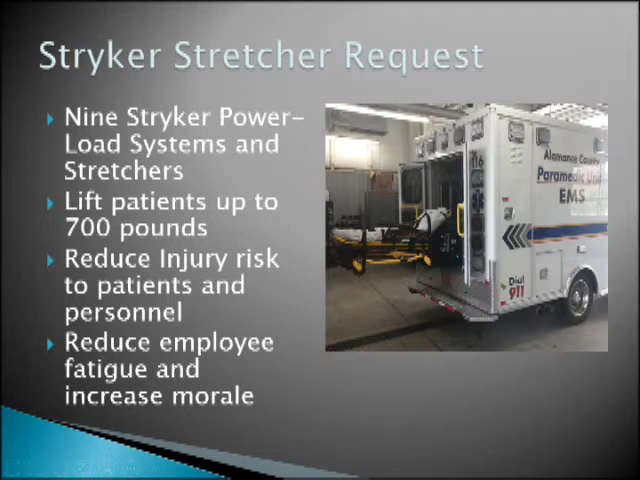 Stryker Stretcher Request
Nine Stryker Power-
Load Systems and
Stretchers
Lift patients up to
700 pounds
Reduce Injury risk
to patients and
personnel
Reduce employee
fatigue and
increase morale
116
Alamance County
Paramedic Unit
EMS
Dial
911